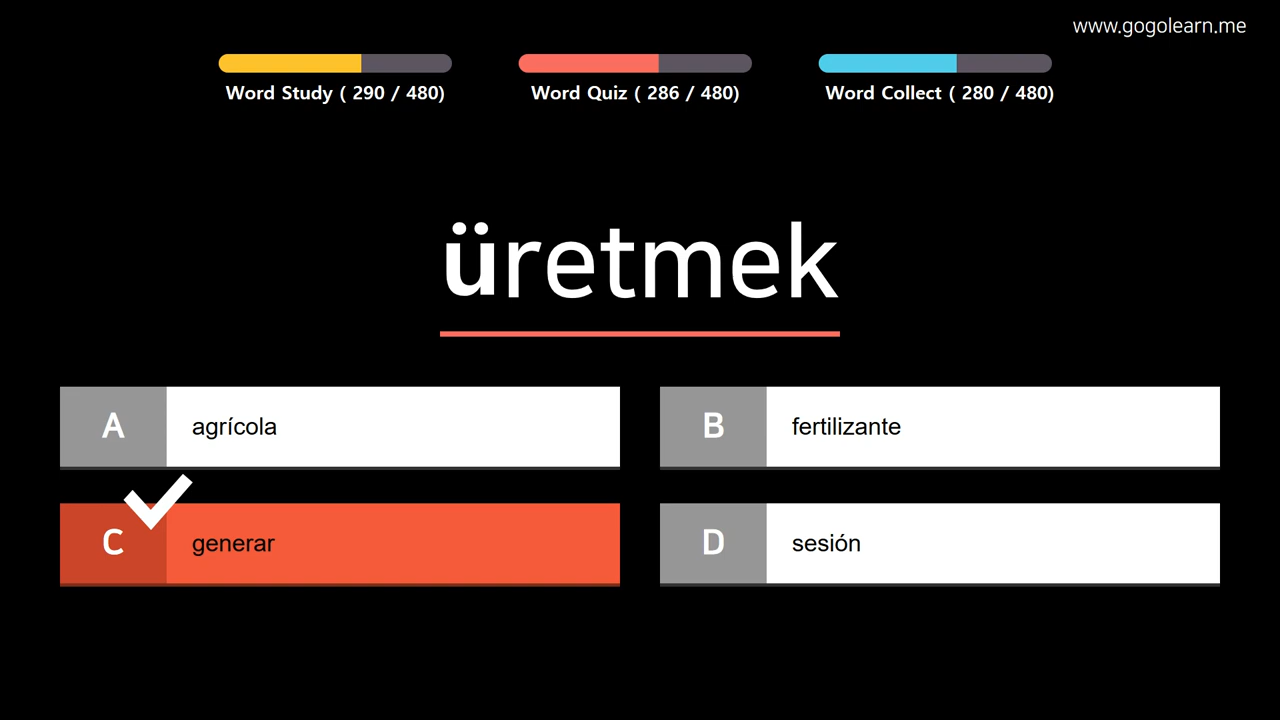 www.gogolearn.me
Word Study ( 290 / 480)
Word Quiz ( 286 / 480)
Word Collect ( 280 / 480)
üretmek
A agrícola
B fertilizante
C generar
D sesión